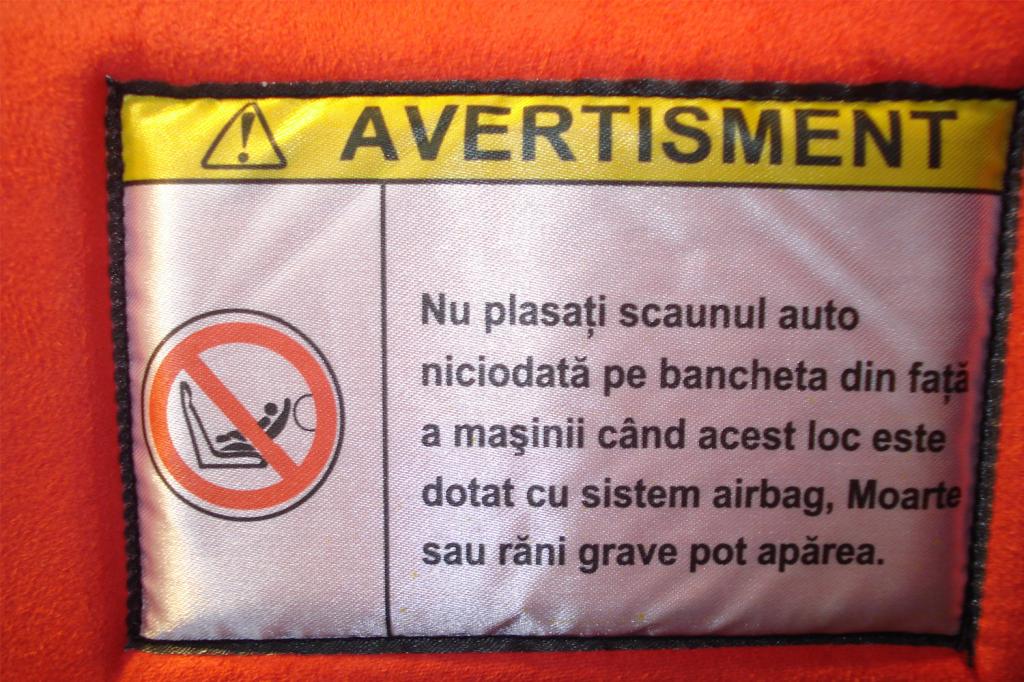 AVERTISMENT
Nu plasați scaunul auto
niciodată pe bancheta din față
a maşinii când acest loc este
dotat cu sistem airbag, Moarte
sau răni grave pot apărea.